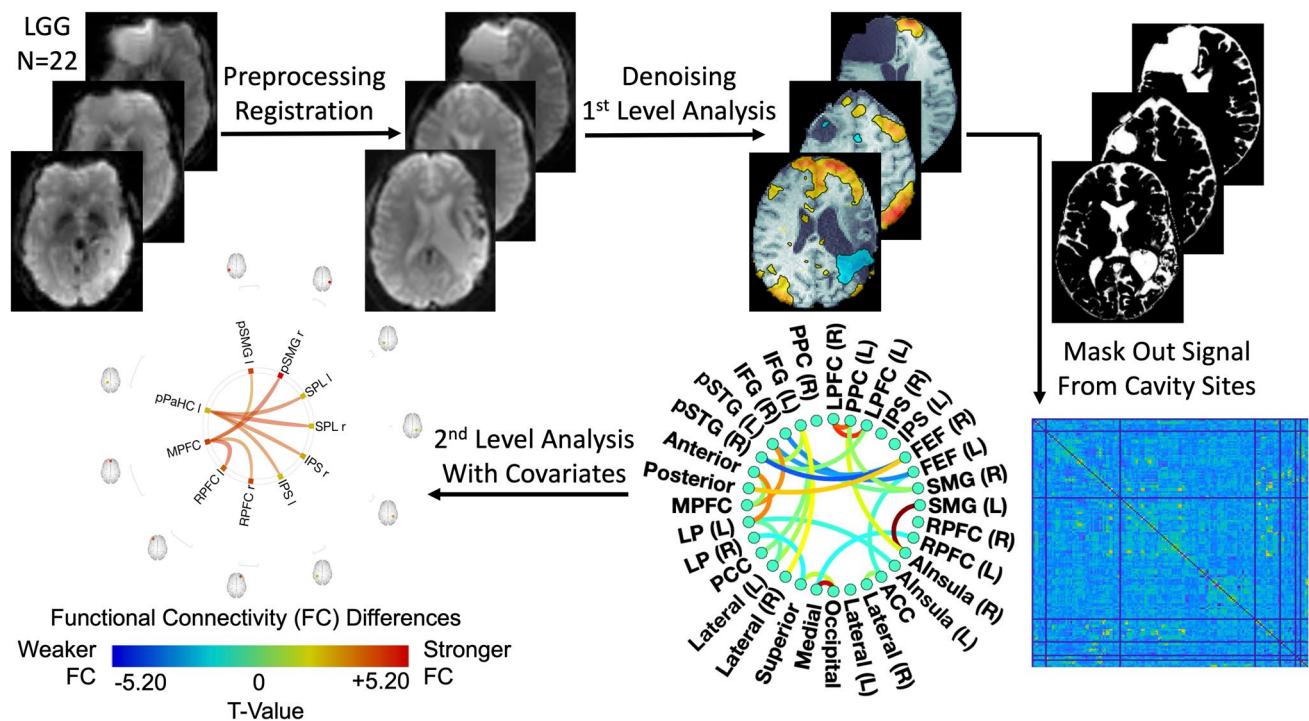 LGG
N=22
Preprocessing
Registration
Denoising
1st Level Analysis
Mask Out Signal
From Cavity Sites
2nd Level Analysis
With Covariates
pSMG l
pSMG r
SPL l
SPL r
IPS r
IPS l
RPFC r
RPFC l
MPFC
pPaHC l
LPFC (R)
PPC (L)
LPFC (L)
IPS (R)
IPS (L)
FEF (R)
FEF (L)
SMG (R)
SMG (L)
RPFC (R)
RPFC (L)
AInsula (R)
AInsula (L)
ACC
Lateral (R)
Lateral (L)
Occipital
Medial
Superior
Lateral (R)
Lateral (L)
PCC
LP (R)
LP (L)
MPFC
Posterior
Anterior
pSTG (R)
pSTG (L)
IFG (R)
IFG (L)
PPC (R)
Functional Connectivity (FC) Differences
Weaker
FC
Stronger
FC
-5.20
0
+5.20
T-Value